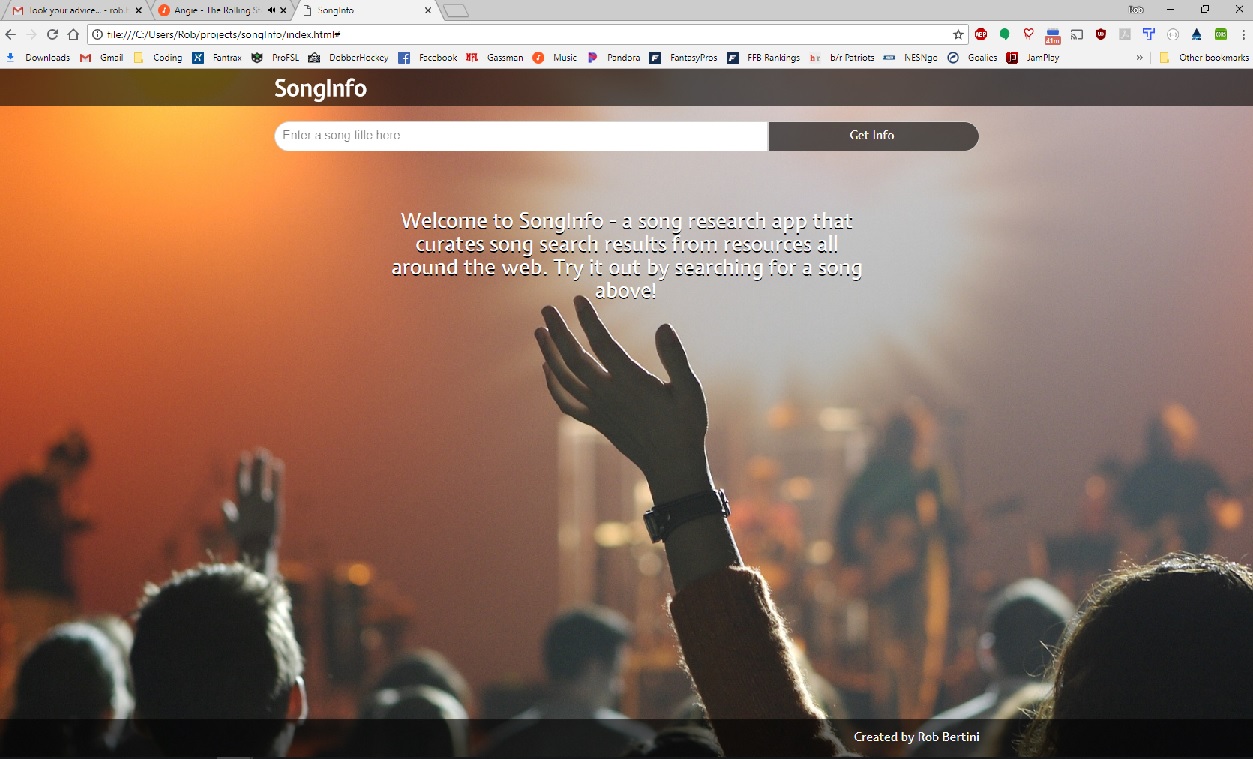 Took your advice... - rob.b
Angie - The Rolling St
SongInfo
Rob
file:///C:/Users/Rob/projects/songInfo/index.html#
ABP
41m
Downloads Gmail Coding Fantrax ProFSL DobberHockey Facebook Gassman Music Pandora FantasyPros FFB Rankings b/r Patriots NESNgo Goalies JamPlay » Other bookmarks
SongInfo
Enter a song title here
Get Info
Welcome to SongInfo - a song research app that
curates song search results from resources all
around the web. Try it out by searching for a song
above!
Created by Rob Bertini